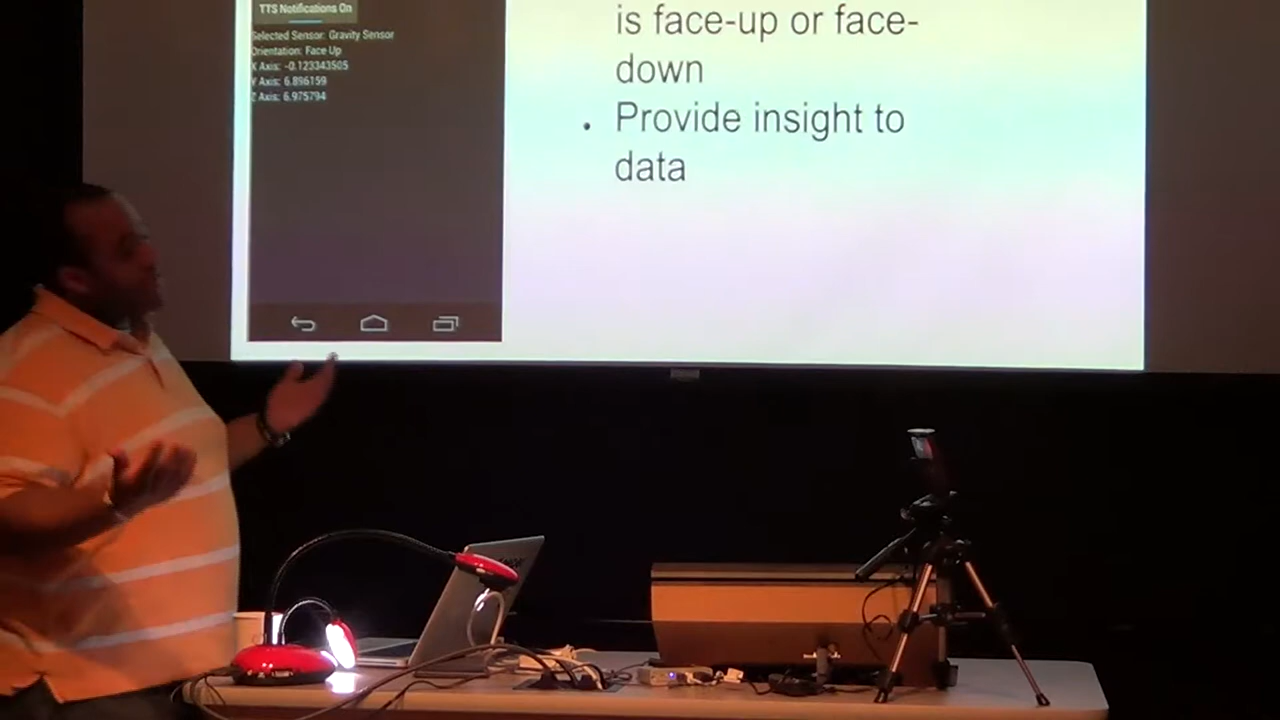 TTS Notifications On
Selected Sensor: Gravity Sensor
Orientation: Face Up
X Axis: -0.123343505
Y Axis: 6.896159
Z Axis: 6.975794
is face-up or face-
down
• Provide insight to
data